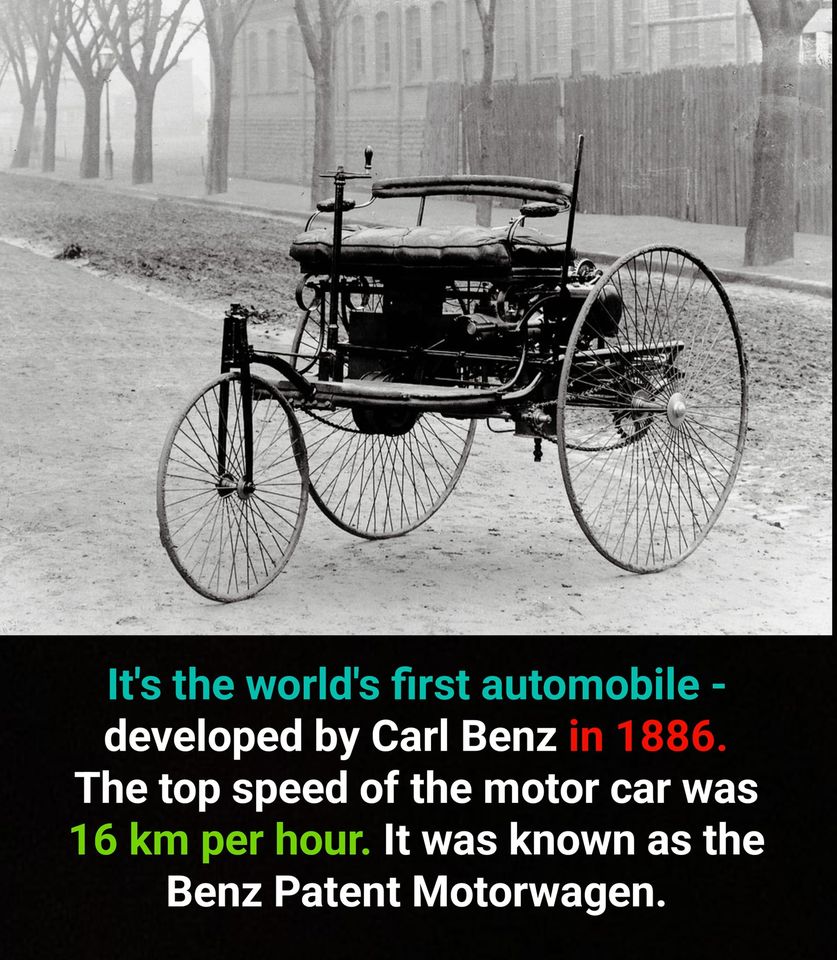 It's the world's first automobile -
developed by Carl Benz in 1886.
The top speed of the motor car was
16 km per hour. It was known as the
Benz Patent Motorwagen.